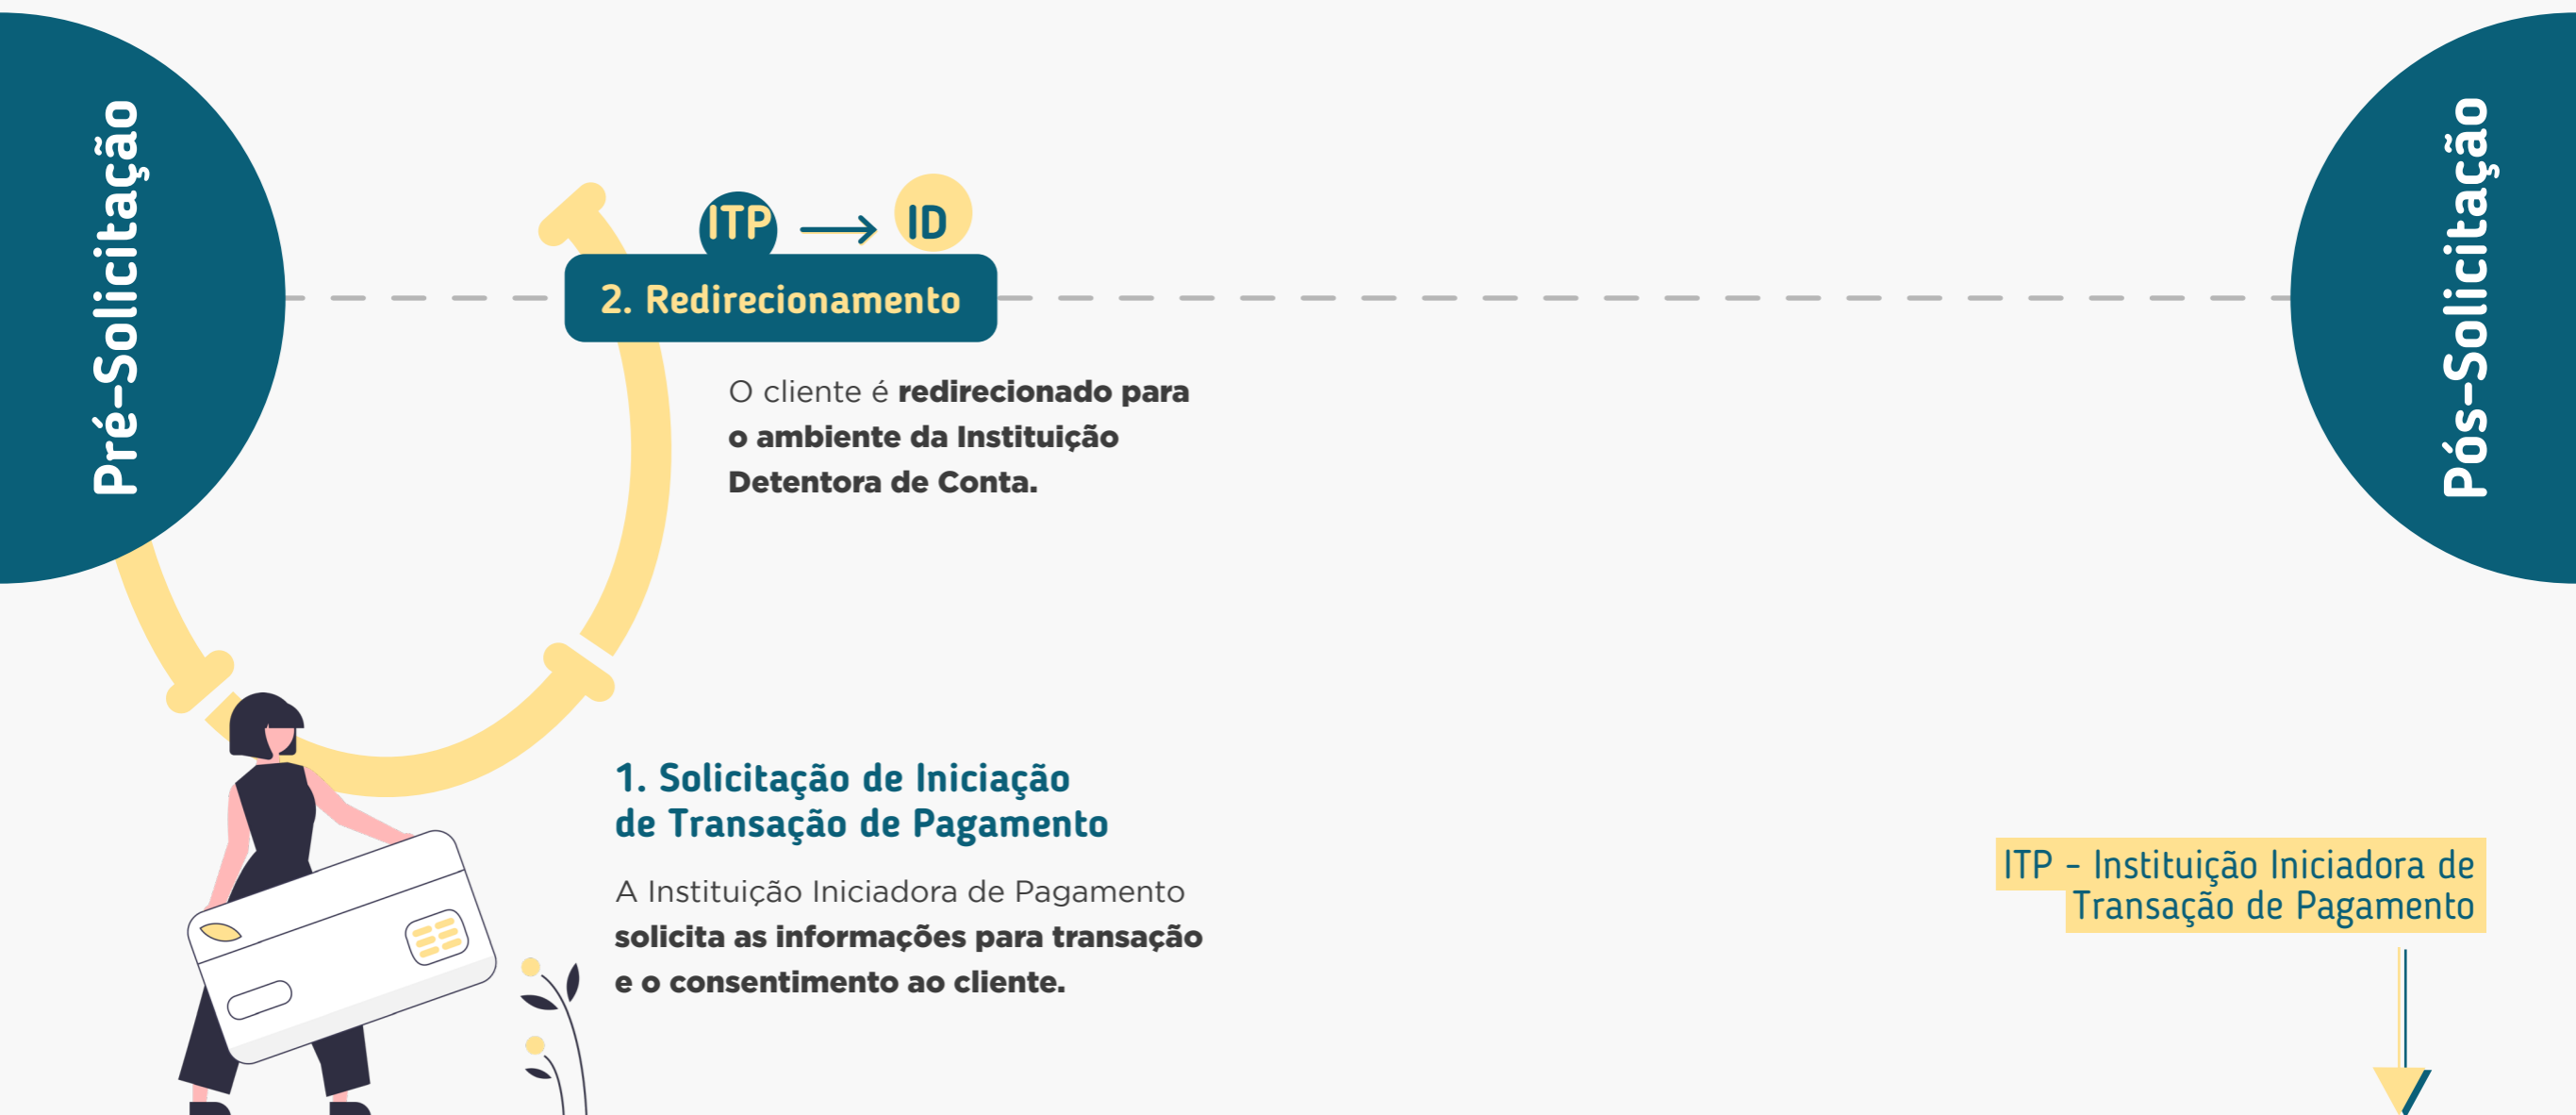 Pré-Solicitação
ITP → ID
2. Redirecionamento
O cliente é redirecionado para
o ambiente da Instituição
Detentora de Conta.
1. Solicitação de Iniciação
de Transação de Pagamento
A Instituição Iniciadora de Pagamento
solicita as informações para transação
e o consentimento ao cliente.
Pós-Solicitação
ITP - Instituição Iniciadora de
Transação de Pagamento